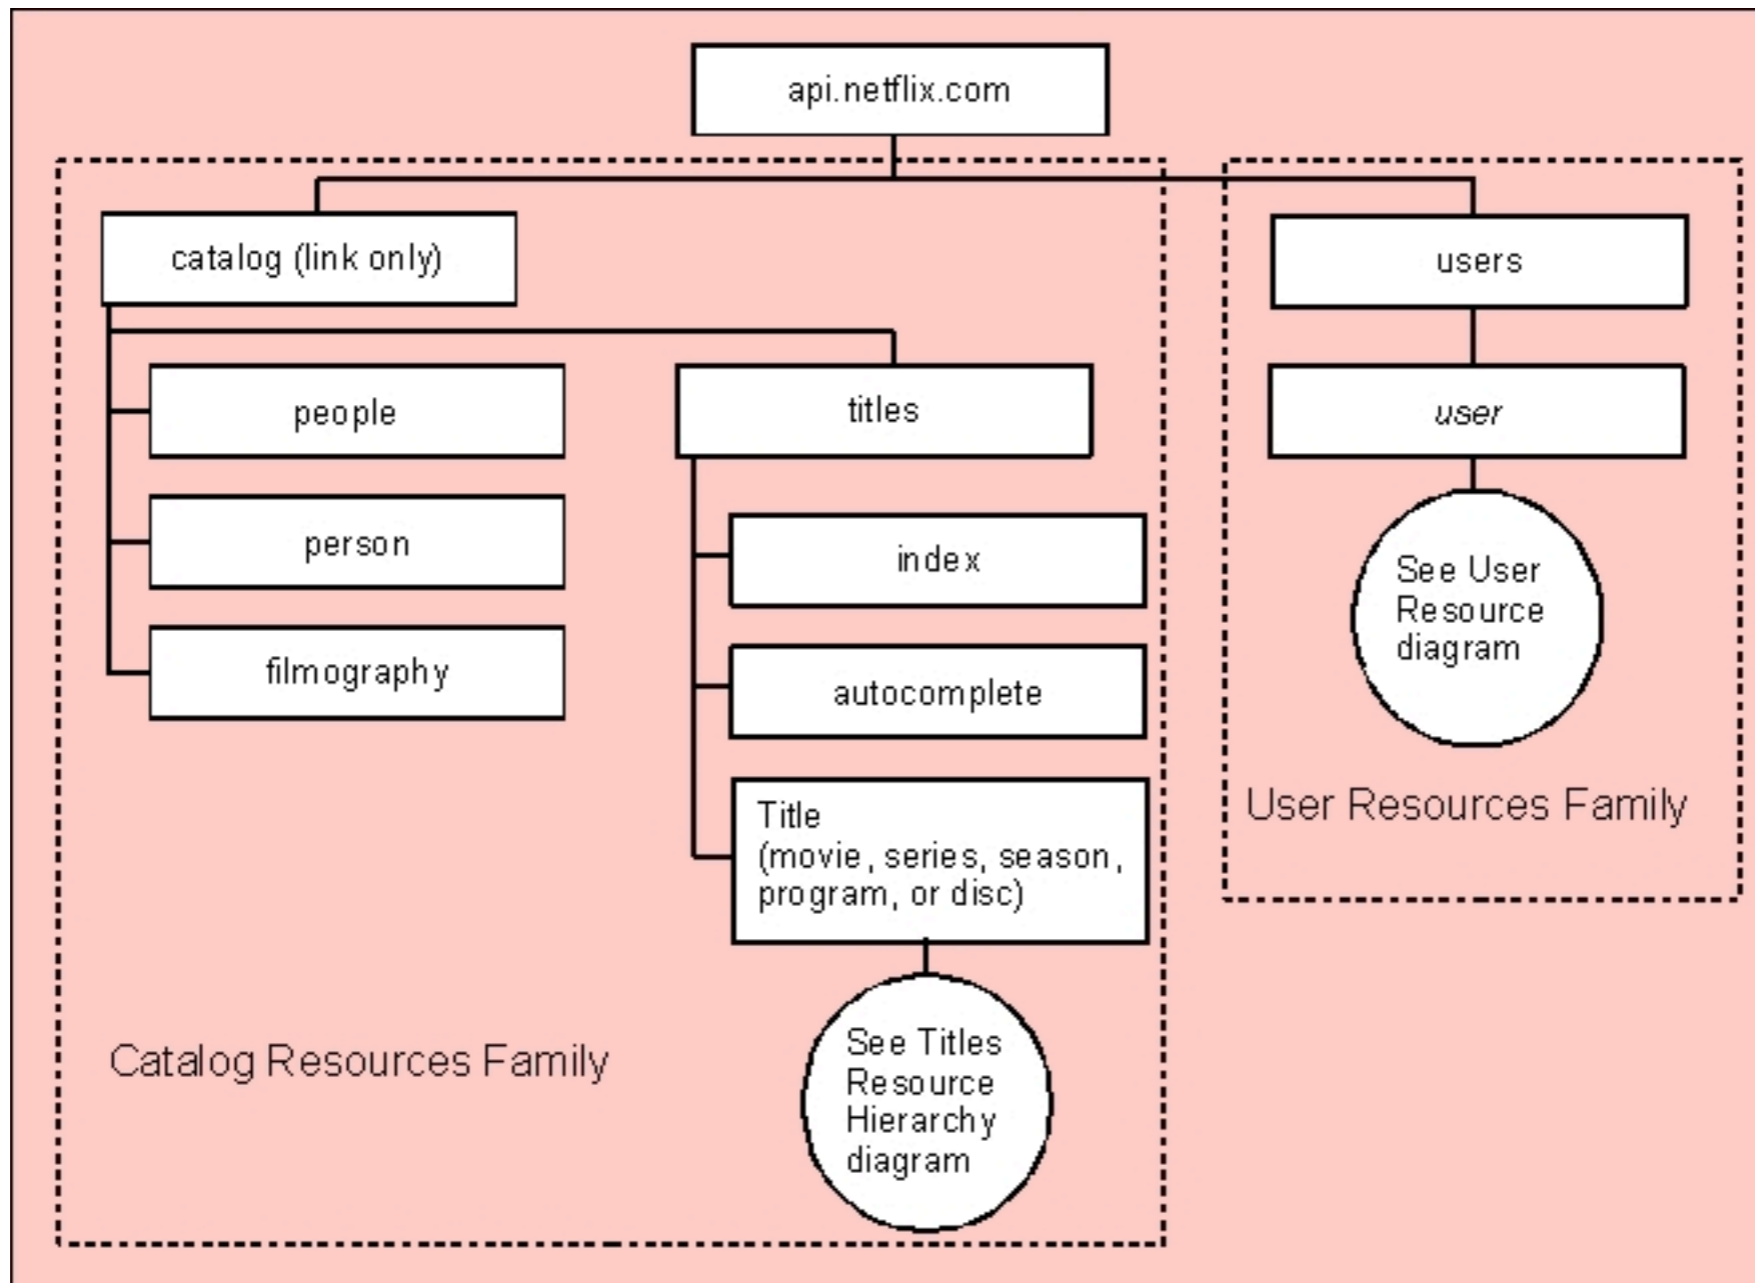 api.netflix.com
catalog (link only)
users
people
titles
user
person
index
See User
Resource
diagram
filmography
autocomplete
Title
(movie, series, season,
program, or disc)
User Resources Family
Catalog Resources Family
See Titles
Resource
Hierarchy
diagram